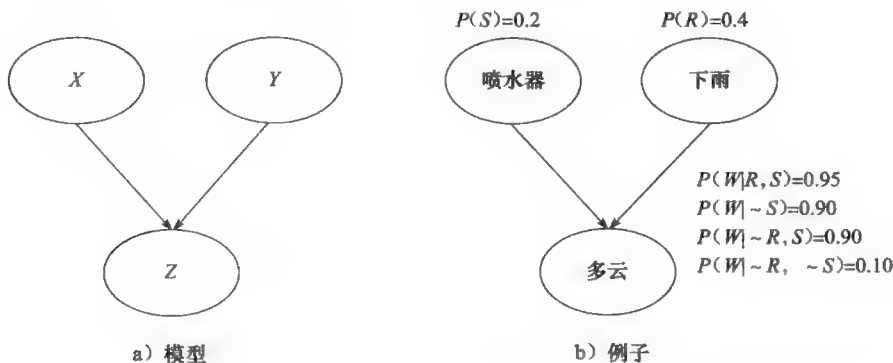 P(S)=0.2
P(R)=0.4
X
Y
喷水器
下雨
P(W|R,S)=0.95
P(W|~S)=0.90
P(W|~R,S)=0.90
P(W|~R, ~S)=0.10
Z
多云
a) 模型
b) 例子